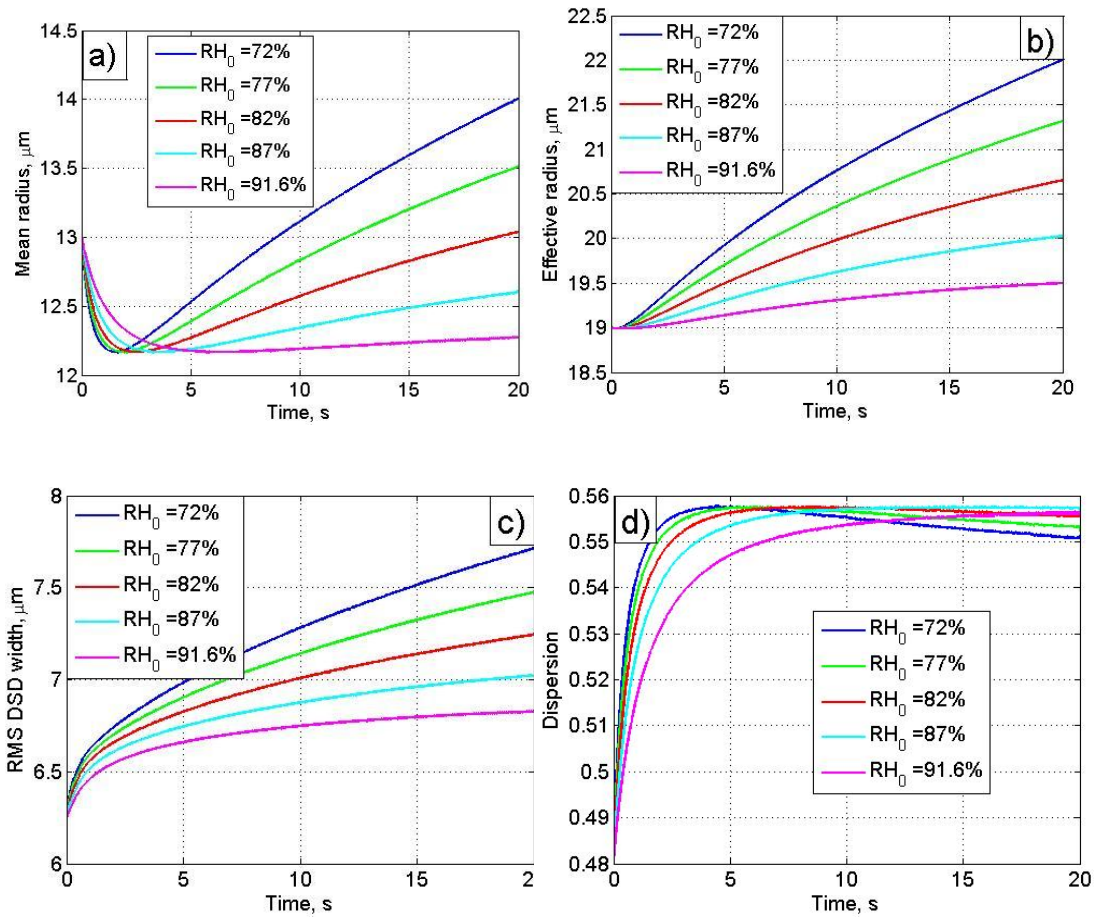 a)
RH0 =72%
RH0 =77%
RH0 =82%
RH0 =87%
RH0 =91.6%
14.5
14
13.5
13
12.5
12
0 5 10 15 20
Mean radius, μm
Time, s
b)
RH0 =72%
RH0 =77%
RH0 =82%
RH0 =87%
RH0 =91.6%
22.5
22
21.5
21
20.5
20
19.5
19
18.5
0 5 10 15 20
Effective radius, μm
Time, s
c)
RH0 =72%
RH0 =77%
RH0 =82%
RH0 =87%
RH0 =91.6%
8
7.5
7
6.5
6
0 5 10 15 20
RMS DSD width, μm
Time, s
d)
0.56
0.55
0.54
0.53
0.52
0.51
0.5
0.49
0.48
0 5 10 15 20
Dispersion
Time, s
RH0 =72%
RH0 =77%
RH0 =82%
RH0 =87%
RH0 =91.6%